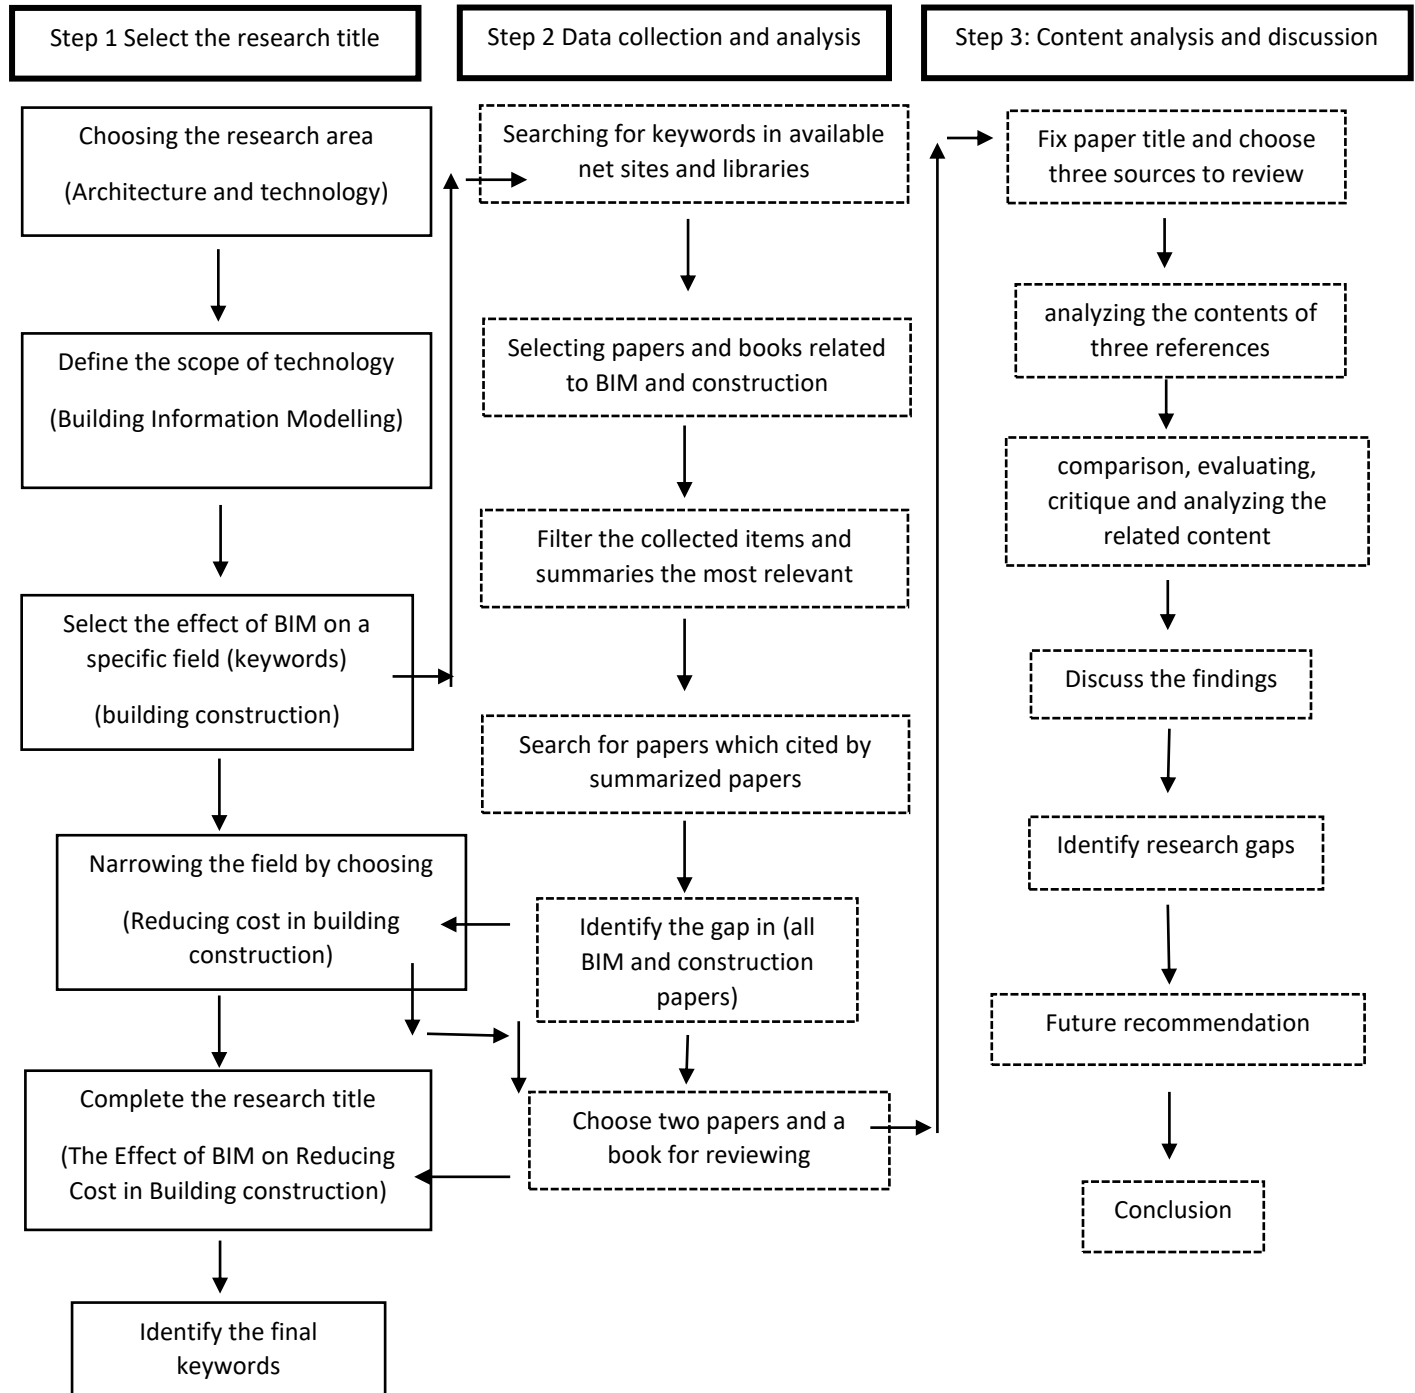 Step 1 Select the research title
Choosing the research area
(Architecture and technology)
Define the scope of technology
(Building Information Modelling)
Select the effect of BIM on a
specific field (keywords)
(building construction)
Narrowing the field by choosing
(Reducing cost in building
construction)
Complete the research title
(The Effect of BIM on Reducing
Cost in Building construction)
Identify the final
keywords
Step 2 Data collection and analysis
Searching for keywords in available
net sites and libraries
Selecting papers and books related
to BIM and construction
Filter the collected items and
summaries the most relevant
Search for papers which cited by
summarized papers
Identify the gap in (all
BIM and construction
papers)
Choose two papers and a
book for reviewing
Step 3: Content analysis and discussion
Fix paper title and choose
three sources to review
analyzing the contents of
three references
comparison, evaluating,
critique and analyzing the
related content
Discuss the findings
Identify research gaps
Future recommendation
Conclusion